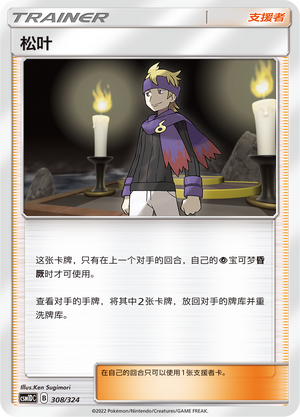 TRAINER
支援者
松叶
这张卡牌，只有在上一个对手的回合，自己的宝可梦昏
厥时才可使用。
查看对手的手牌，将其中2张卡牌，放回对手的牌库并重
洗牌库。
Illus.Ken Sugimori
CSM1DC B 308/324
在自己的回合只可以使用1张支援者卡。
©2022 Pokémon/Nintendo/Creatures/GAME FREAK.